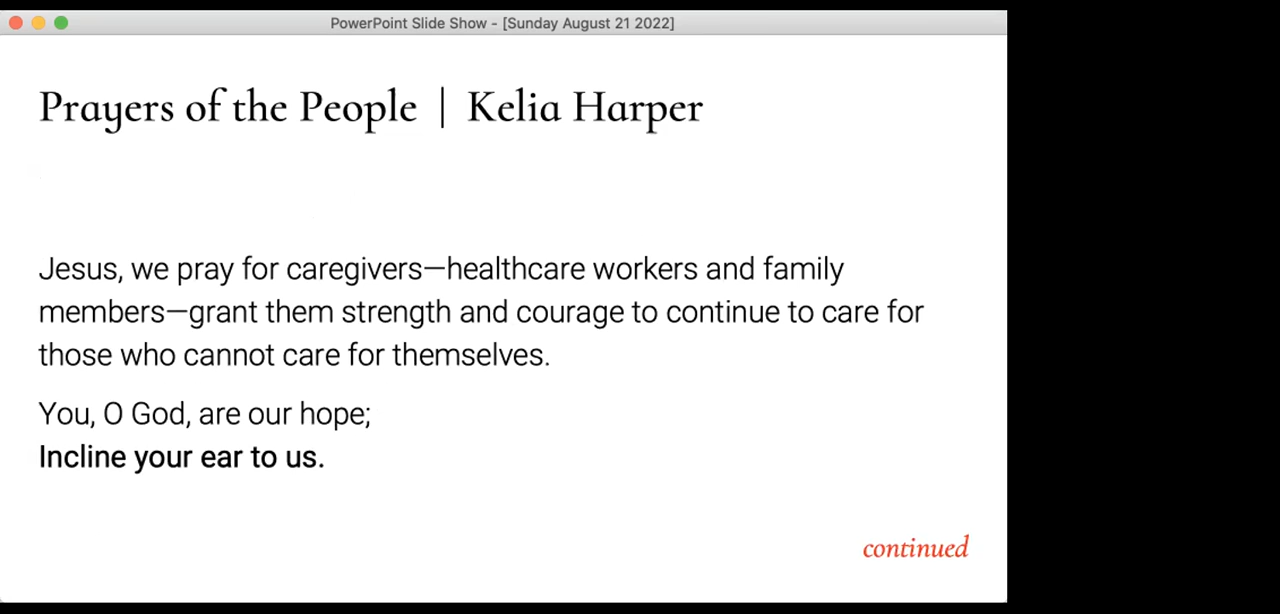 PowerPoint Slide Show - [Sunday August 21 2022]
Prayers of the People | Kelia Harper
Jesus, we pray for caregivers—healthcare workers and family
members—grant them strength and courage to continue to care for
those who cannot care for themselves.
You, O God, are our hope;
Incline your ear to us.
continued